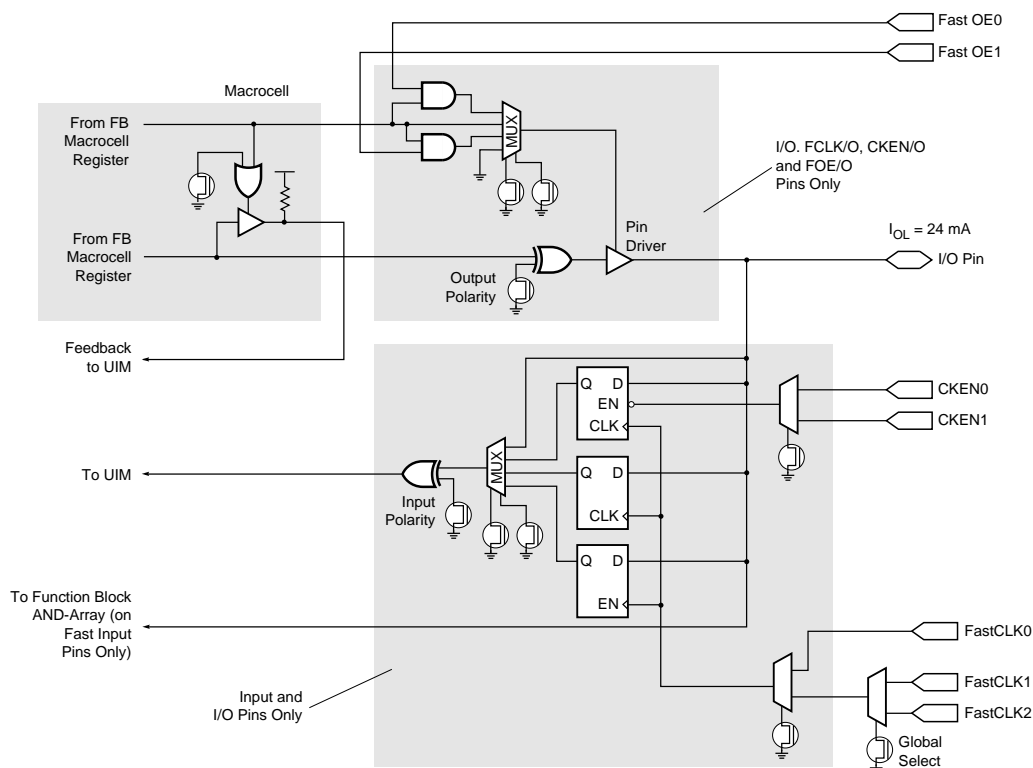 Fast OE0
Fast OE1
Macrocell
From FB
Macrocell
Register
MUX
I/O. FCLK/O, CKEN/O
and FOE/O
Pins Only
From FB
Macrocell
Register
Pin
Driver
IOL = 24 mA
I/O Pin
Output
Polarity
Feedback
to UIM
Q D
EN
CLK
CKEN0
CKEN1
To UIM
MUX
Input
Polarity
Q D
CLK
Q D
EN
To Function Block
AND-Array (on
Fast Input
Pins Only)
FastCLK0
Input and
I/O Pins Only
FastCLK1
FastCLK2
Global
Select